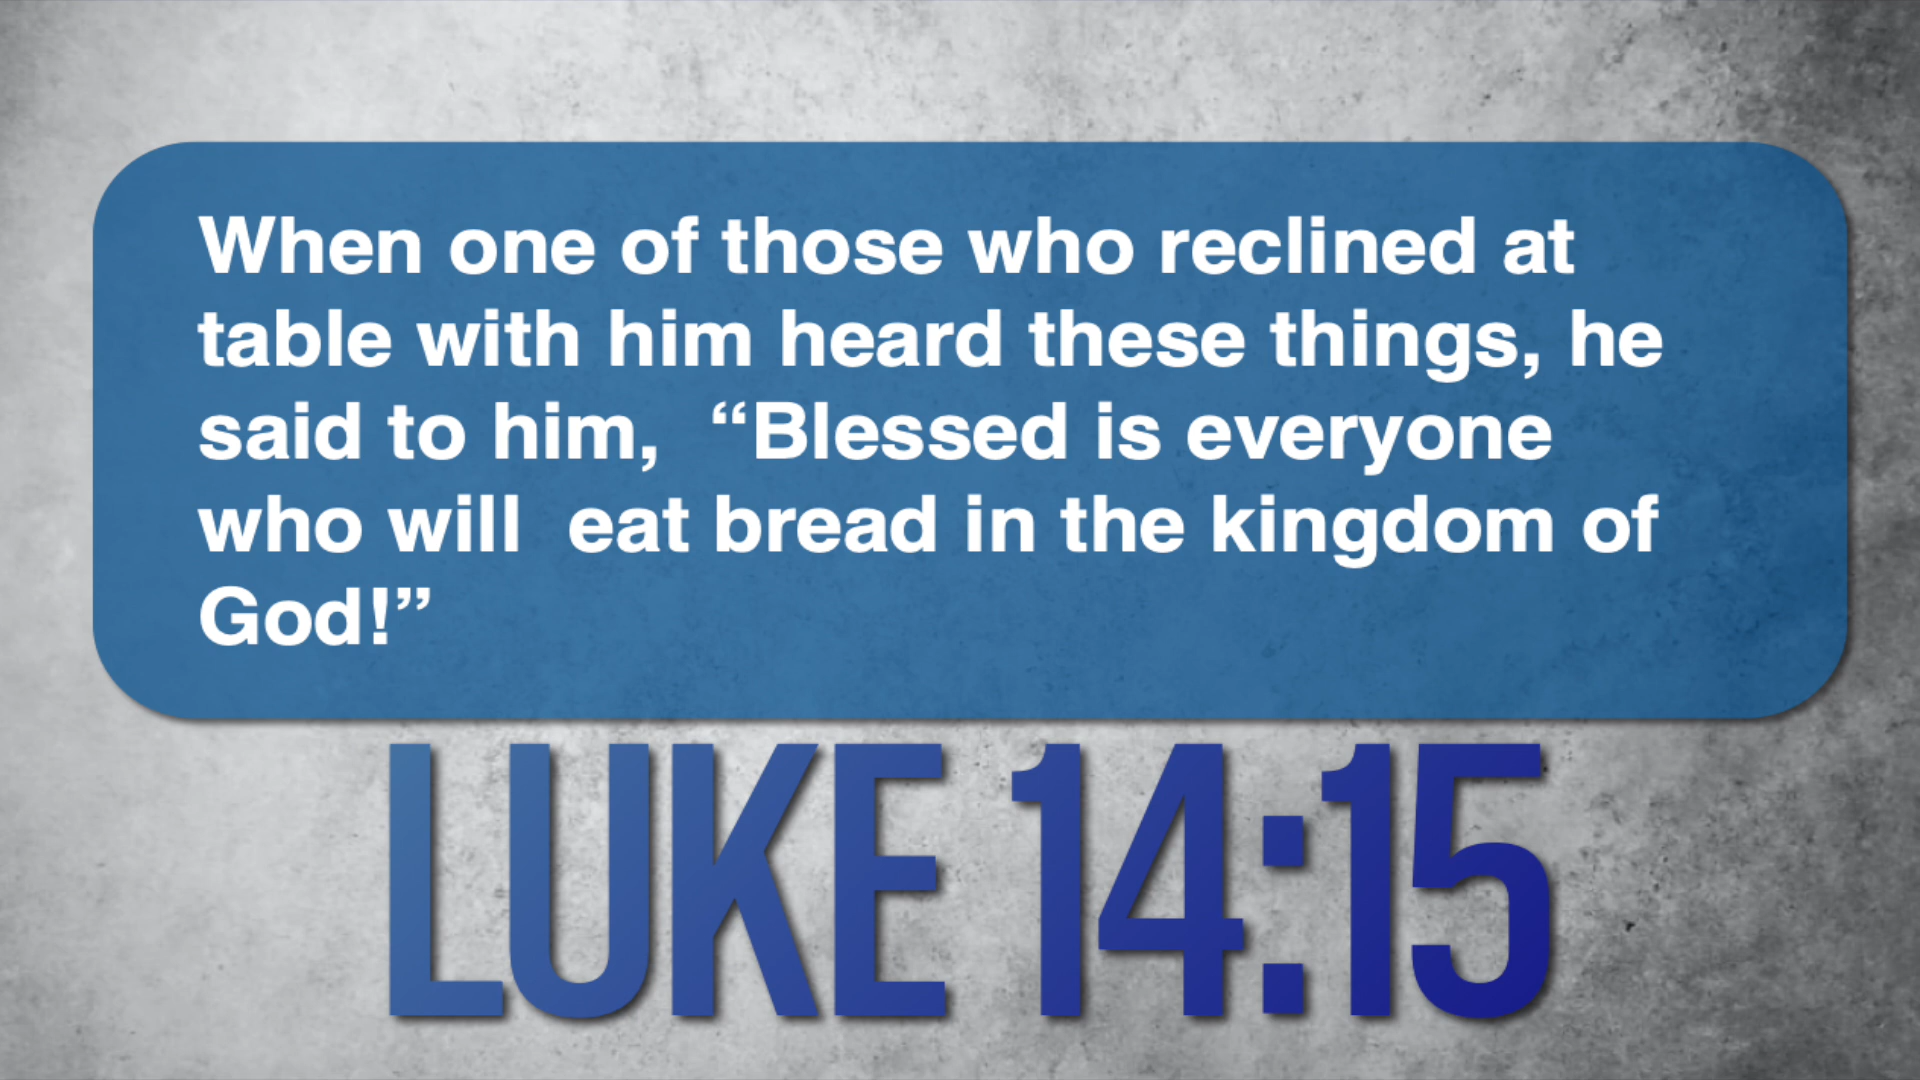 When one of those who reclined at
table with him heard these things, he
said to him,  “Blessed is everyone
who will  eat bread in the kingdom of
God!”
LUKE 14:15